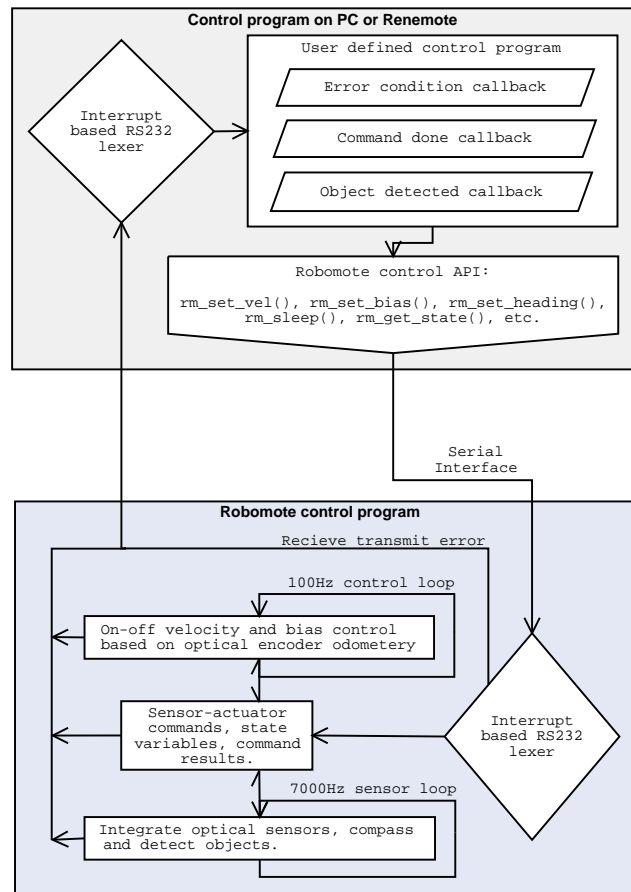 Control program on PC or Renemote
User defined control program
Error condition callback
Interrupt
based RS232
lexer
Command done callback
Object detected callback
Robomote control API:
rm_set_vel(), rm_set_bias(), rm_set_heading(),
rm_sleep(), rm_get_state(), etc.
Serial
Interface
Robomote control program
Recieve transmit error
100Hz control loop
On-off velocity and bias control
based on optical encoder odometery
Sensor-actuator
commands, state
variables, command
results.
Interrupt
based RS232
lexer
7000Hz sensor loop
Integrate optical sensors, compass
and detect objects.